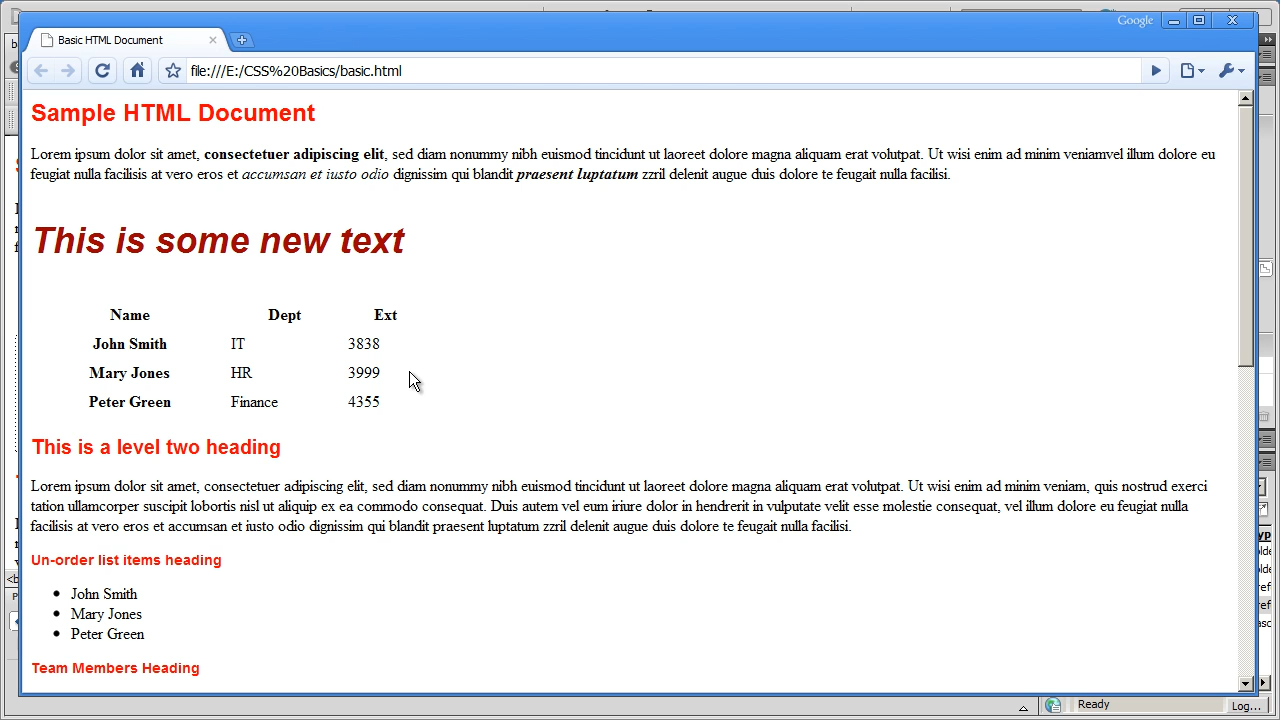 Google
Basic HTML Document
file:///E:/CSS%20Basics/basic.html
Sample HTML Document
Lorem ipsum dolor sit amet, consectetuer adipiscing elit, sed diam nonummy nibh euismod tincidunt ut laoreet dolore magna aliquam erat volutpat. Ut wisi enim ad minim veniamvel illum dolore eu
feugiat nulla facilisis at vero eros et accumsan et iusto odio dignissim qui blandit praesent luptatum zzril delenit augue duis dolore te feugait nulla facilisi.
This is some new text
Name Dept Ext
John Smith IT 3838
Mary Jones HR 3999
Peter Green Finance 4355
This is a level two heading
Lorem ipsum dolor sit amet, consectetuer adipiscing elit, sed diam nonummy nibh euismod tincidunt ut laoreet dolore magna aliquam erat volutpat. Ut wisi enim ad minim veniam, quis nostrud exerci
tation ullamcorper suscipit lobortis nisl ut aliquip ex ea commodo consequat. Duis autem vel eum iriure dolor in hendrerit in vulputate velit esse molestie consequat, vel illum dolore eu feugiat nulla
facilisis at vero eros et accumsan et iusto odio dignissim qui blandit praesent luptatum zzril delenit augue duis dolore te feugait nulla facilisi.
Un-order list items heading
John Smith
Mary Jones
Peter Green
Team Members Heading
Ready
Log...